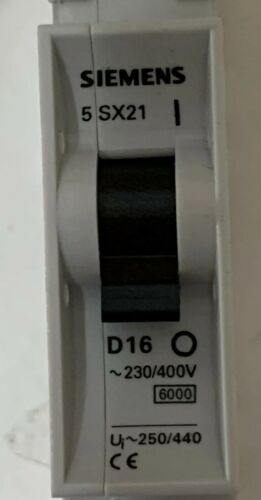 SIEMENS
5 SX21 I
D16 O
~230/400V
6000
Ui~250/440
CE